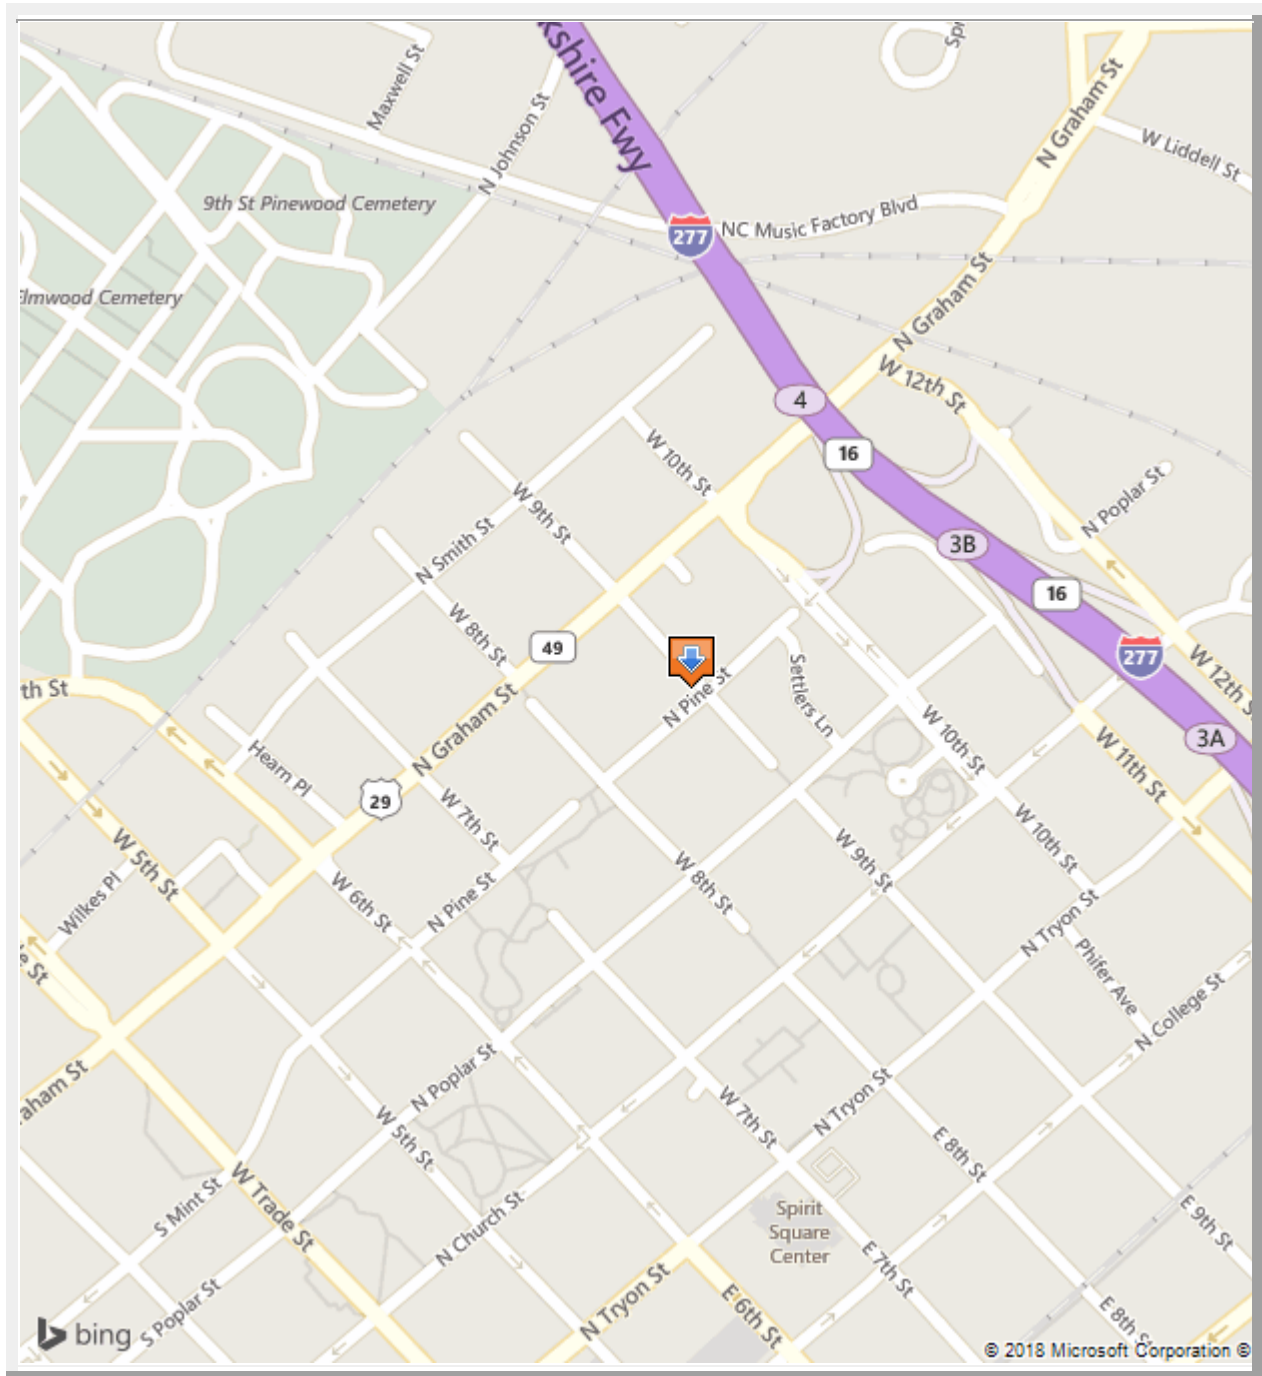 kshire Fwy
Spr
Maxwell St
N Johnson St
N Graham St
W Liddell St
9th St Pinewood Cemetery
NC Music Factory Blvd
277
Elmwood Cemetery
N Graham St
W 12th St
4
16
W 10th St
N Poplar St
W 9th St
N Smith St
3B
16
W 8th St
49
277
th St
Settlers Ln
W 12th S
N Pine St
N Graham St
W 10th St
3A
Hearn Pl
W 11th St
29
W 7th St
W 10th St
W 5th St
W 9th St
W 8th St
Wilkes Pl
W 6th St
N Pine St
N Tryon St
Phifer Ave
e St
N College St
aham St
N Poplar St
W 5th St
W 7th St
N Tryon St
E 8th St
S Mint St
W Trade St
N Church St
Spirit
Square
Center
E 9th St
E 7th St
S Poplar St
N Tryon St
E 6th St
E 8th St
bing
© 2018 Microsoft Corporation ©